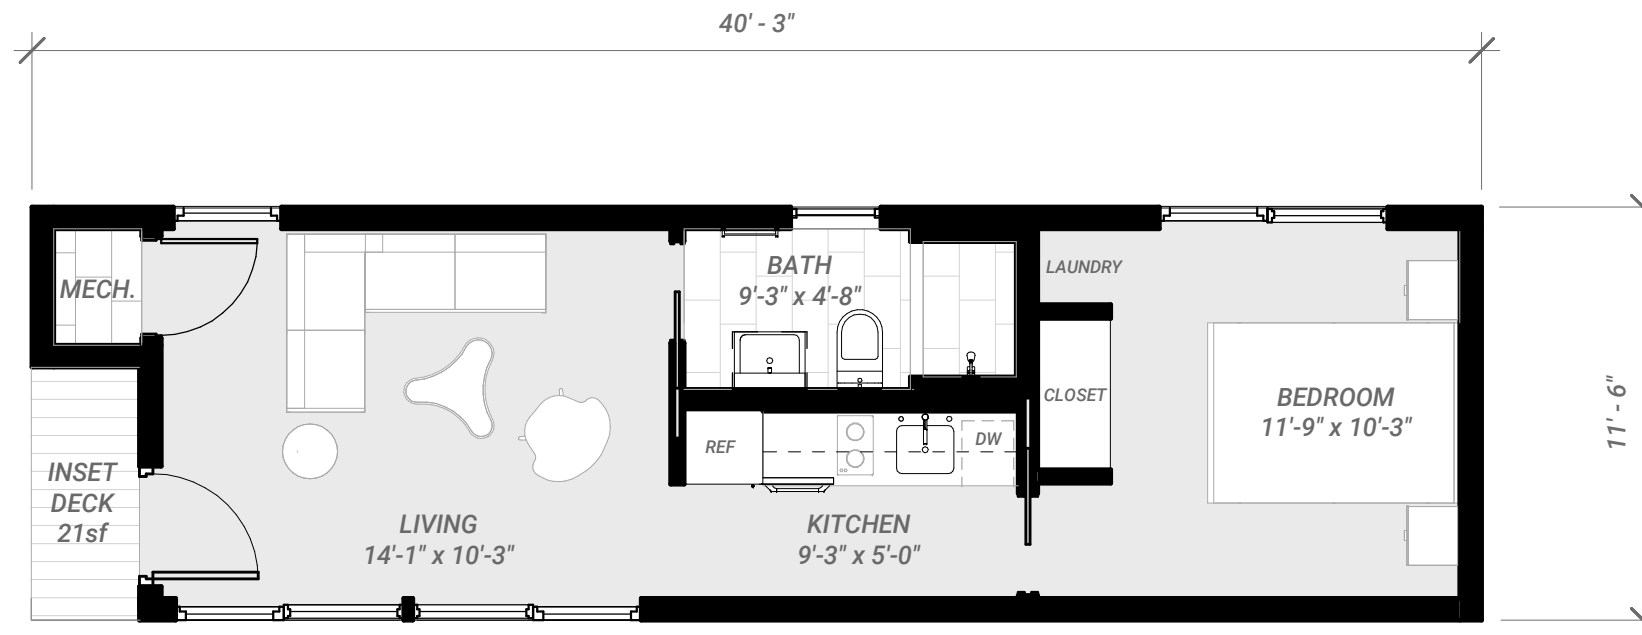 40' - 3"
MECH.
BATH
9'-3" x 4'-8"
LAUNDRY
CLOSET
BEDROOM
11'-9" x 10'-3"
11' - 6"
REF
DW
INSET
DECK
21sf
LIVING
14'-1" x 10'-3"
KITCHEN
9'-3" x 5'-0"